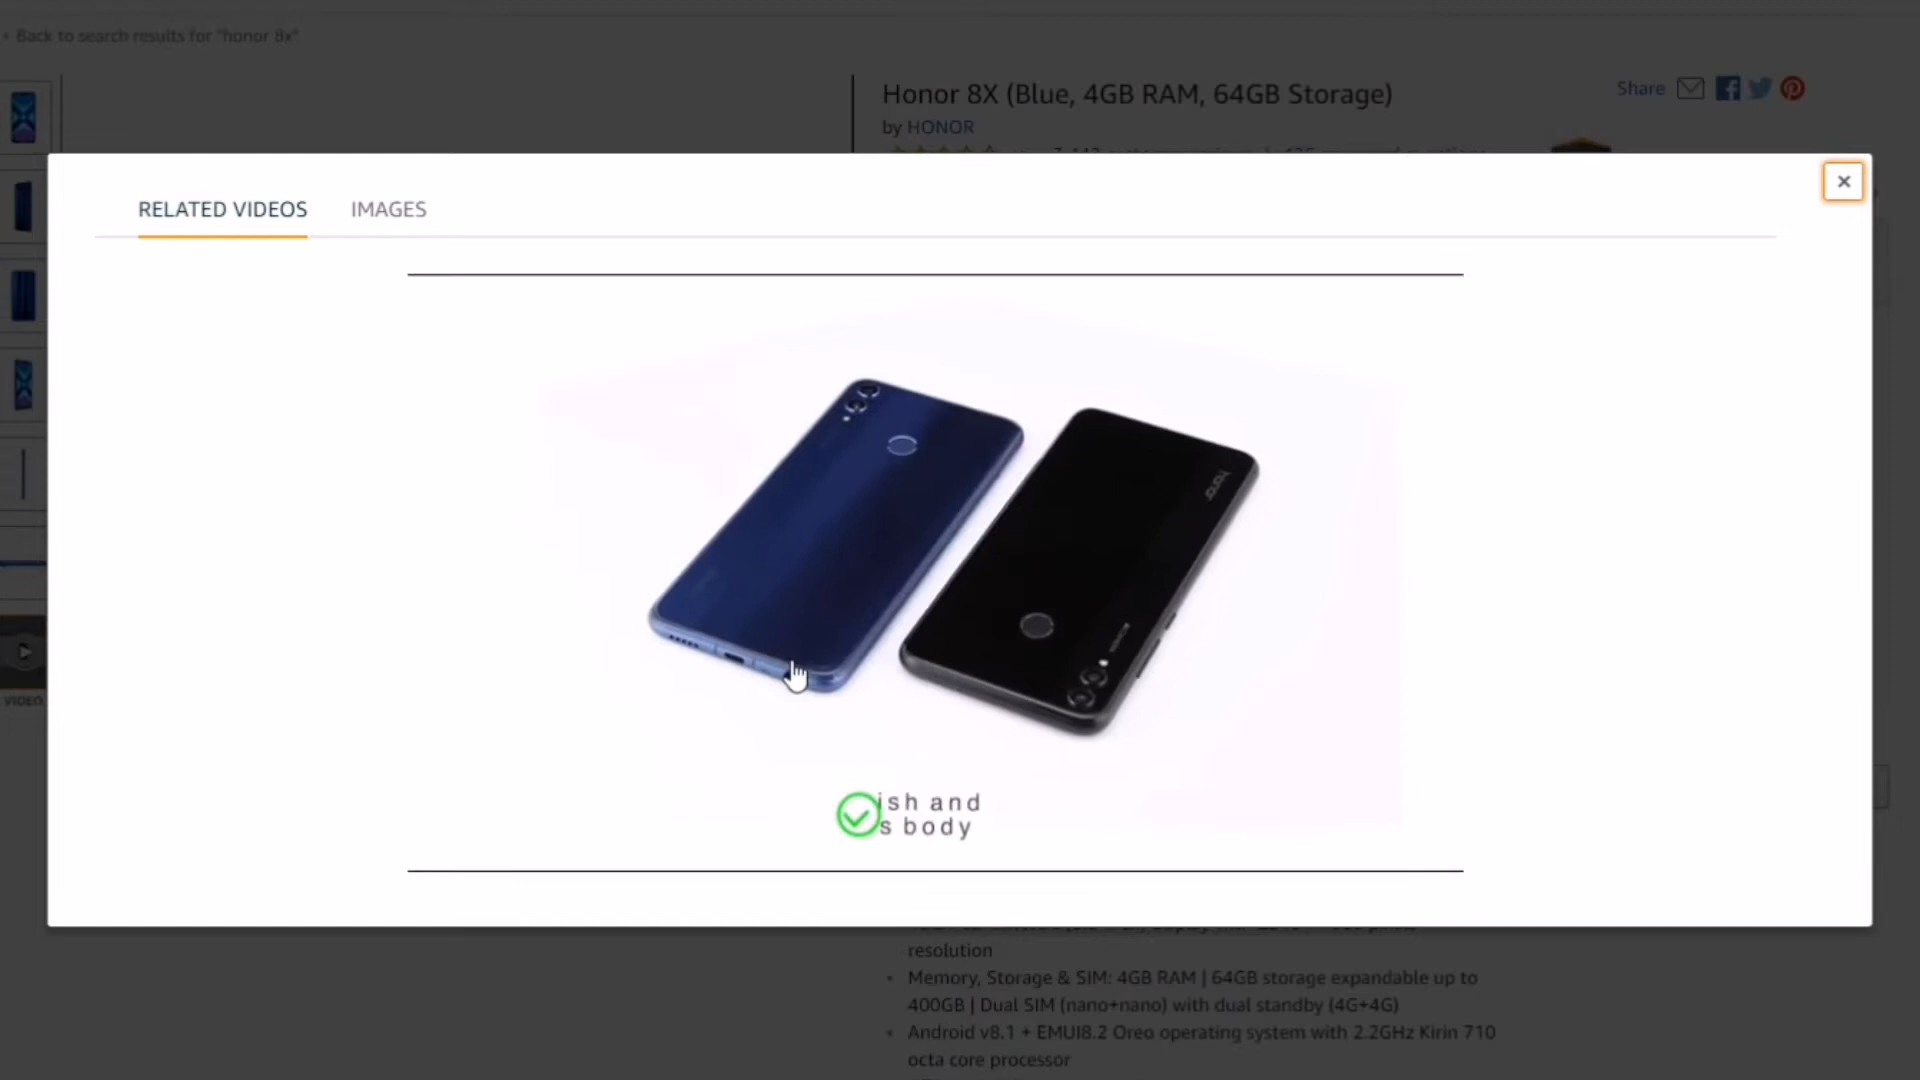 ‹ Back to search results for "honor 8x"
Honor 8X (Blue, 4GB RAM, 64GB Storage)
Share
by HONOR
RELATED VIDEOS
IMAGES
honor
ish and
s body
VIDEO
resolution
Memory, Storage & SIM: 4GB RAM | 64GB storage expandable up to
400GB | Dual SIM (nano+nano) with dual standby (4G+4G)
Android v8.1 + EMUI8.2 Oreo operating system with 2.2GHz Kirin 710
octa core processor